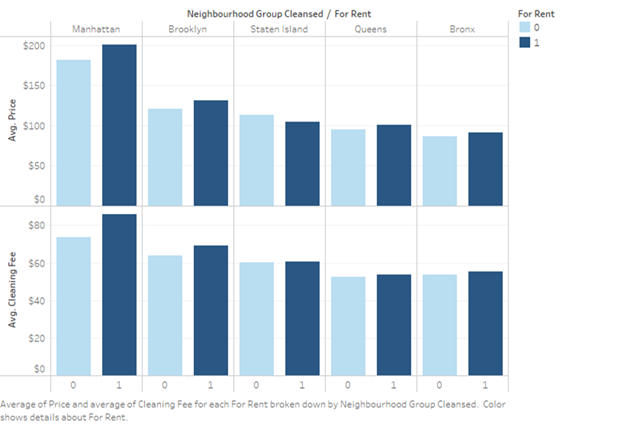 Neighbourhood Group Cleansed / For Rent
Manhattan Brooklyn Staten Island Queens Bronx
For Rent
0
1
Avg. Price
$200
$150
$100
$50
$0
Avg. Cleaning Fee
$80
$60
$40
$20
$0
0 1 0 1 0 1 0 1 0 1
Average of Price and average of Cleaning Fee for each For Rent broken down by Neighbourhood Group Cleansed. Color
shows details about For Rent.